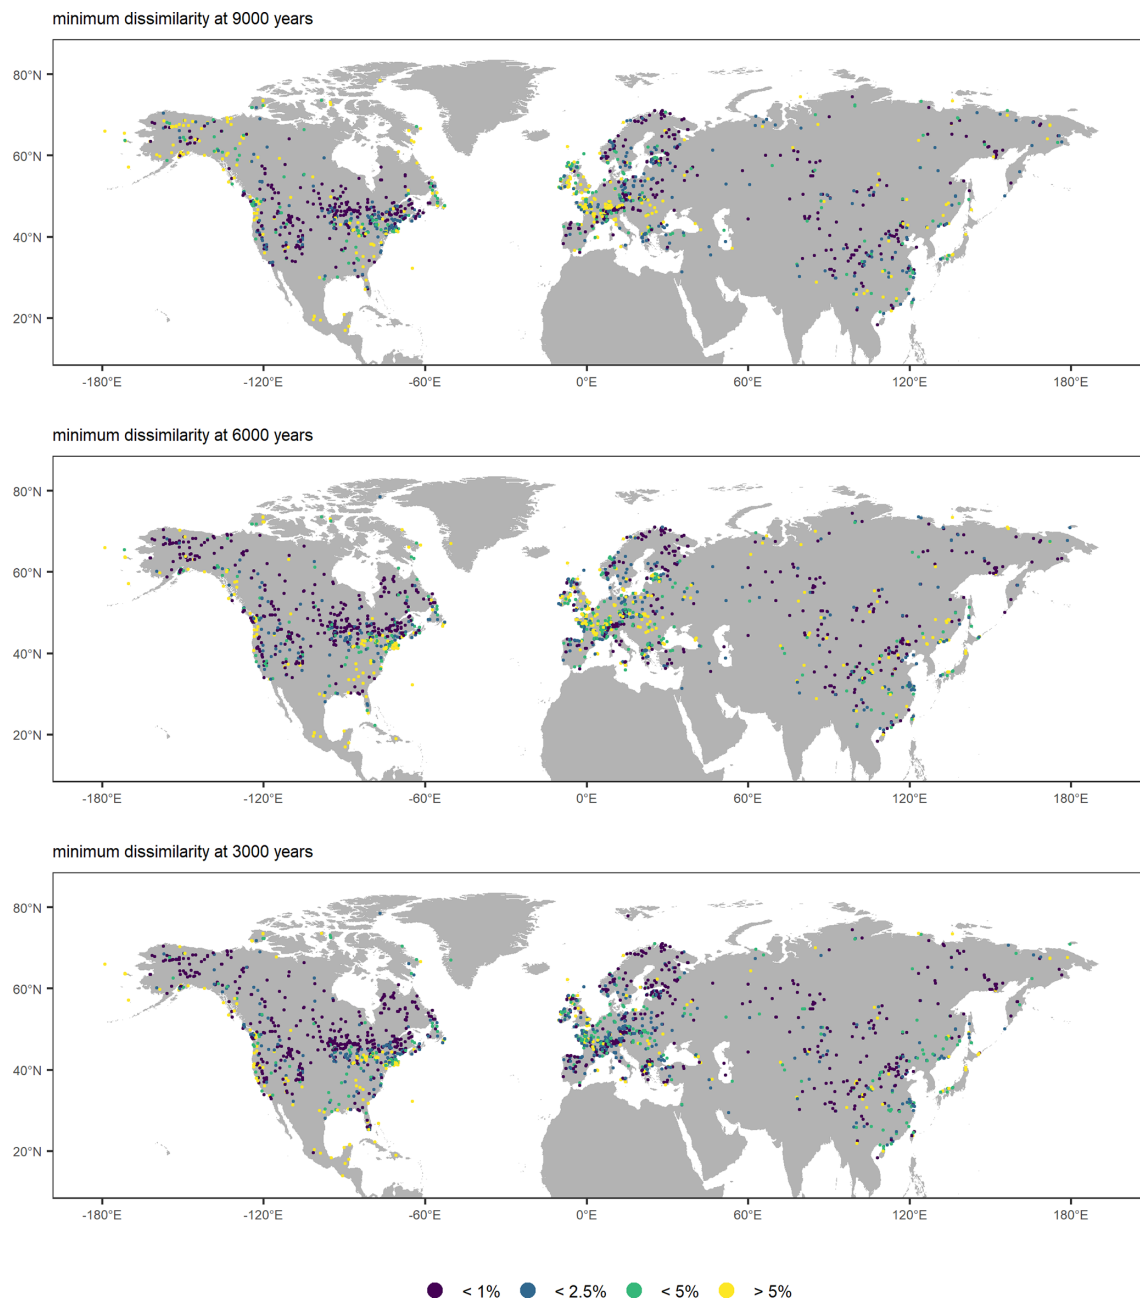 minimum dissimilarity at 9000 years
80°N
60°N
40°N
20°N
-180°E -120°E -60°E 0°E 60°E 120°E 180°E
minimum dissimilarity at 6000 years
80°N
60°N
40°N
20°N
-180°E -120°E -60°E 0°E 60°E 120°E 180°E
minimum dissimilarity at 3000 years
80°N
60°N
40°N
20°N
-180°E -120°E -60°E 0°E 60°E 120°E 180°E
< 1% < 2.5% < 5% > 5%